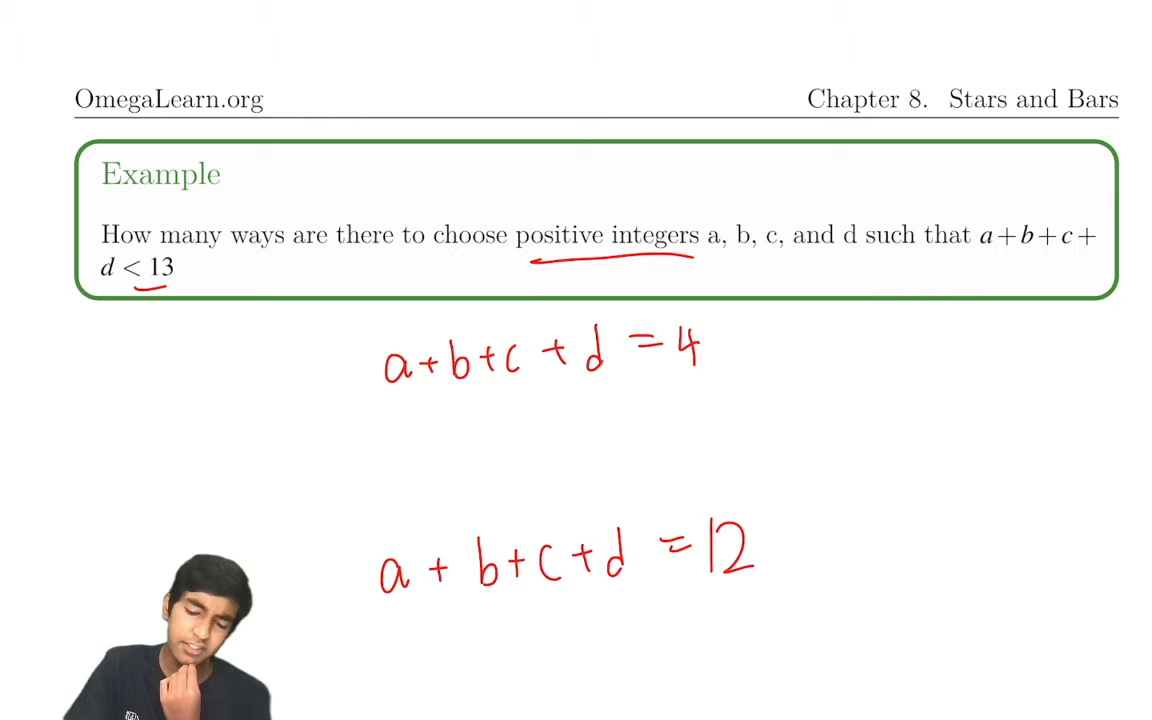 OmegaLearn.org Chapter 8. Stars and Bars
Example
How many ways are there to choose positive integers a, b, c, and d such that a+b+c+
d < 13
a+b+c+d =4
a + b+c+d =12